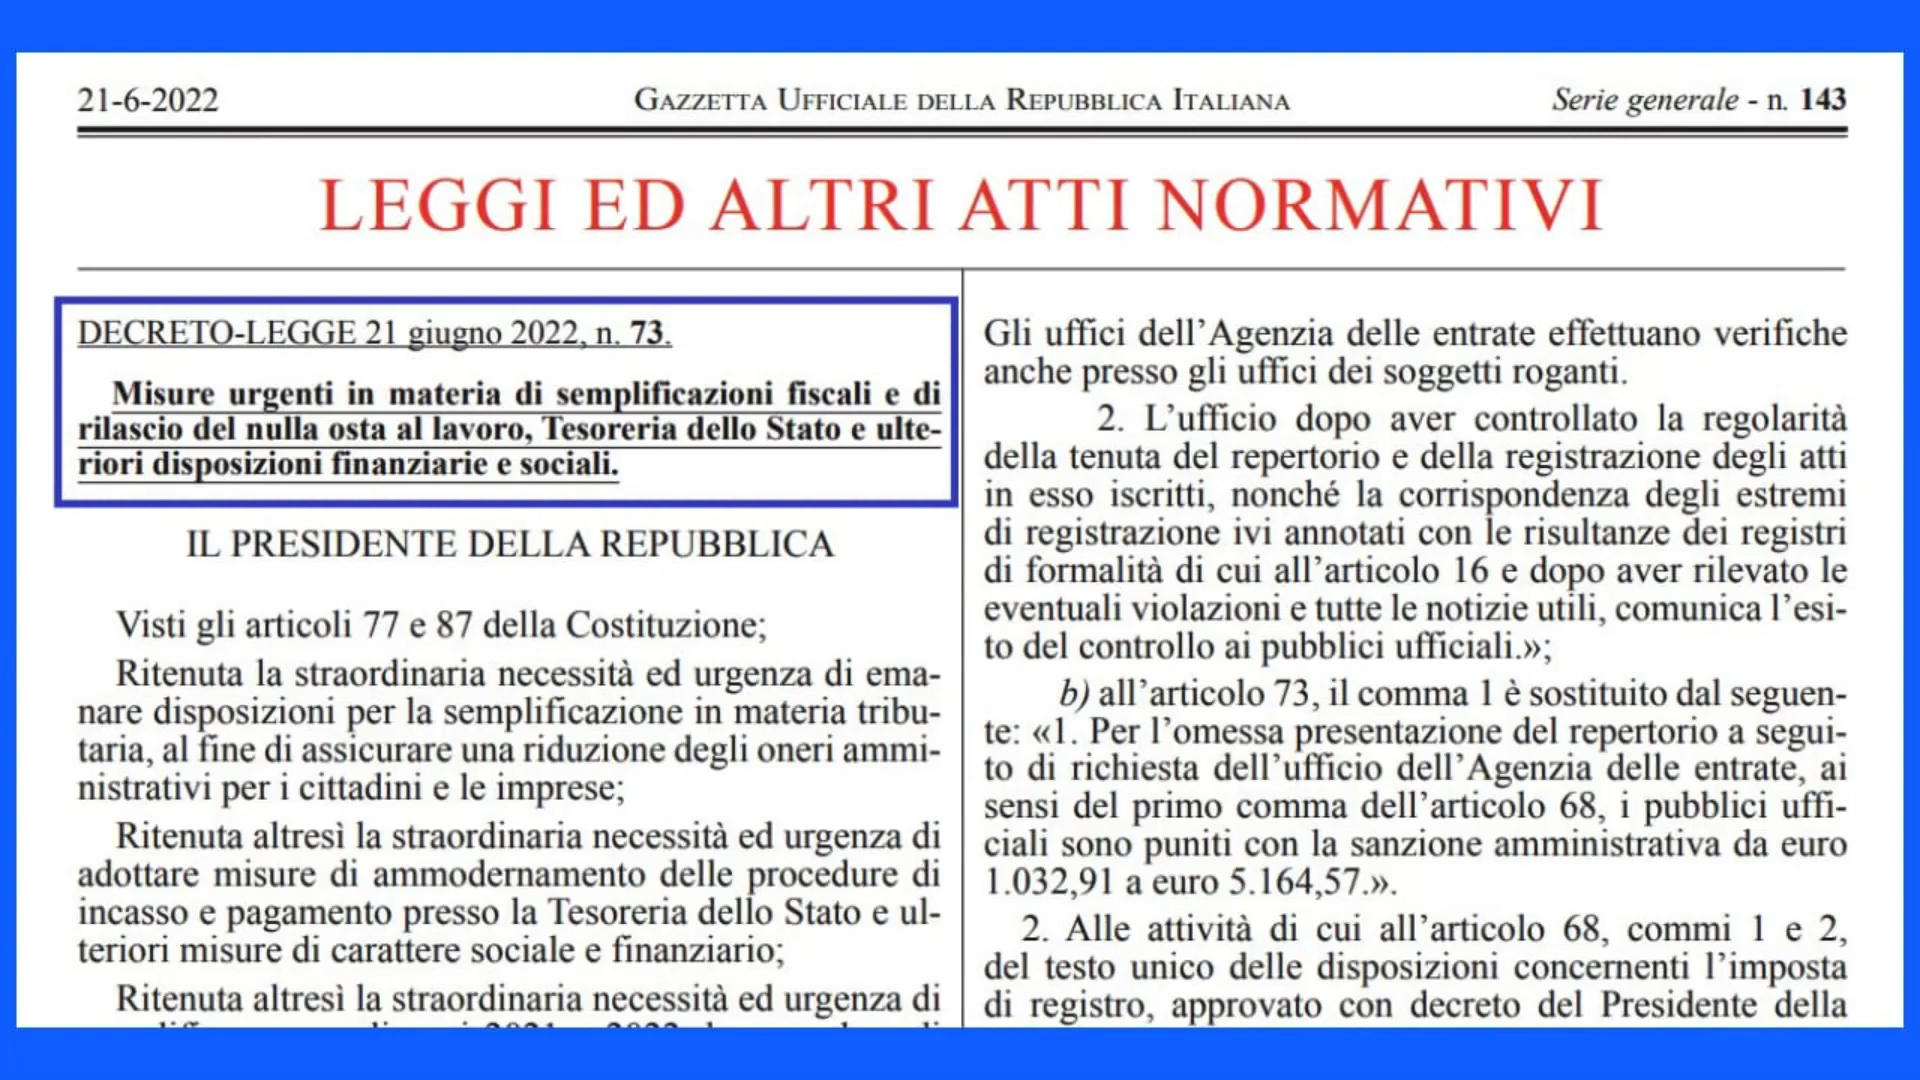 21-6-2022
GAZZETTA UFFICIALE DELLA REPUBBLICA ITALIANA
Serie generale - n. 143
LEGGI ED ALTRI ATTI NORMATIVI
DECRETO-LEGGE 21 giugno 2022, n. 73.
Misure urgenti in materia di semplificazioni fiscali e di
rilascio del nulla osta al lavoro, Tesoreria dello Stato e ulte-
riori disposizioni finanziarie e sociali.
IL PRESIDENTE DELLA REPUBBLICA
Visti gli articoli 77 e 87 della Costituzione;
Ritenuta la straordinaria necessità ed urgenza di ema-
nare disposizioni per la semplificazione in materia tribu-
taria, al fine di assicurare una riduzione degli oneri ammi-
nistrativi per i cittadini e le imprese;
Ritenuta altresì la straordinaria necessità ed urgenza di
adottare misure di ammodernamento delle procedure di
incasso e pagamento presso la Tesoreria dello Stato e ul-
teriori misure di carattere sociale e finanziario;
Ritenuta altresì la straordinaria necessità ed urgenza di
Gli uffici dell'Agenzia delle entrate effettuano verifiche
anche presso gli uffici dei soggetti roganti.
2. L'ufficio dopo aver controllato la regolarità
della tenuta del repertorio e della registrazione degli atti
in esso iscritti, nonché la corrispondenza degli estremi
di registrazione ivi annotati con le risultanze dei registri
di formalità di cui all'articolo 16 e dopo aver rilevato le
eventuali violazioni e tutte le notizie utili, comunica l'esi-
to del controllo ai pubblici ufficiali.»;
b) all'articolo 73, il comma 1 è sostituito dal seguen-
te: «1. Per l'omessa presentazione del repertorio a segui-
to di richiesta dell'ufficio dell'Agenzia delle entrate, ai
sensi del primo comma dell'articolo 68, i pubblici uffi-
ciali sono puniti con la sanzione amministrativa da euro
1.032,91 a euro 5.164,57.».
2. Alle attività di cui all'articolo 68, commi 1 e 2,
del testo unico delle disposizioni concernenti l'imposta
di registro, approvato con decreto del Presidente della